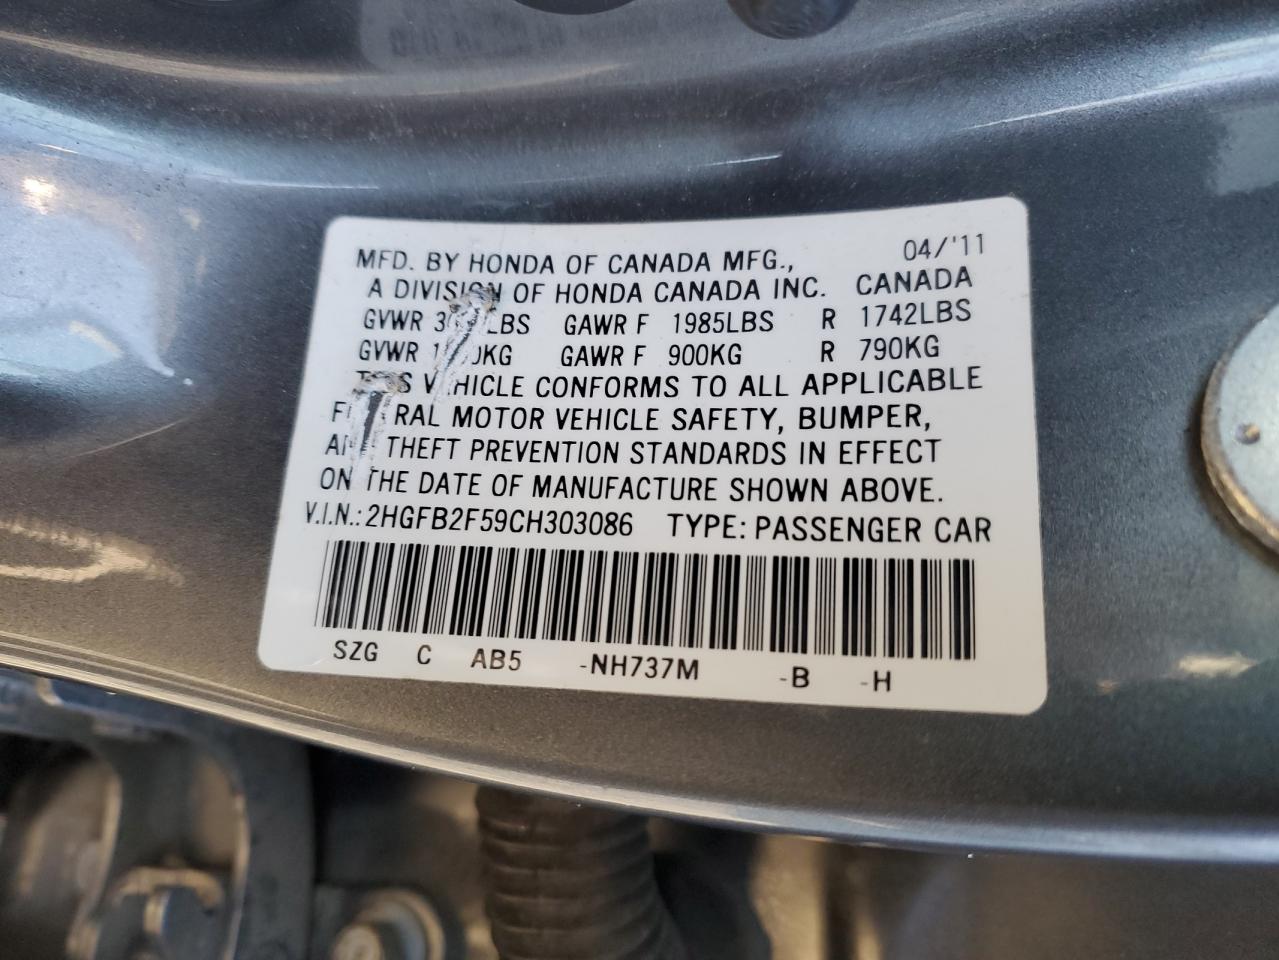 MFD. BY HONDA OF CANADA MFG., 04/'11
A DIVISION OF HONDA CANADA INC. CANADA
GVWR LBS GAWR F 1985LBS R 1742LBS
GVWR KG GAWR F 900KG R 790KG
VEHICLE CONFORMS TO ALL APPLICABLE
MOTOR VEHICLE SAFETY, BUMPER,
THEFT PREVENTION STANDARDS IN EFFECT
ON THE DATE OF MANUFACTURE SHOWN ABOVE.
V.I.N.: 2HGFB2F59CH303086 TYPE: PASSENGER CAR
SZG C AB5 -NH737M -B -H